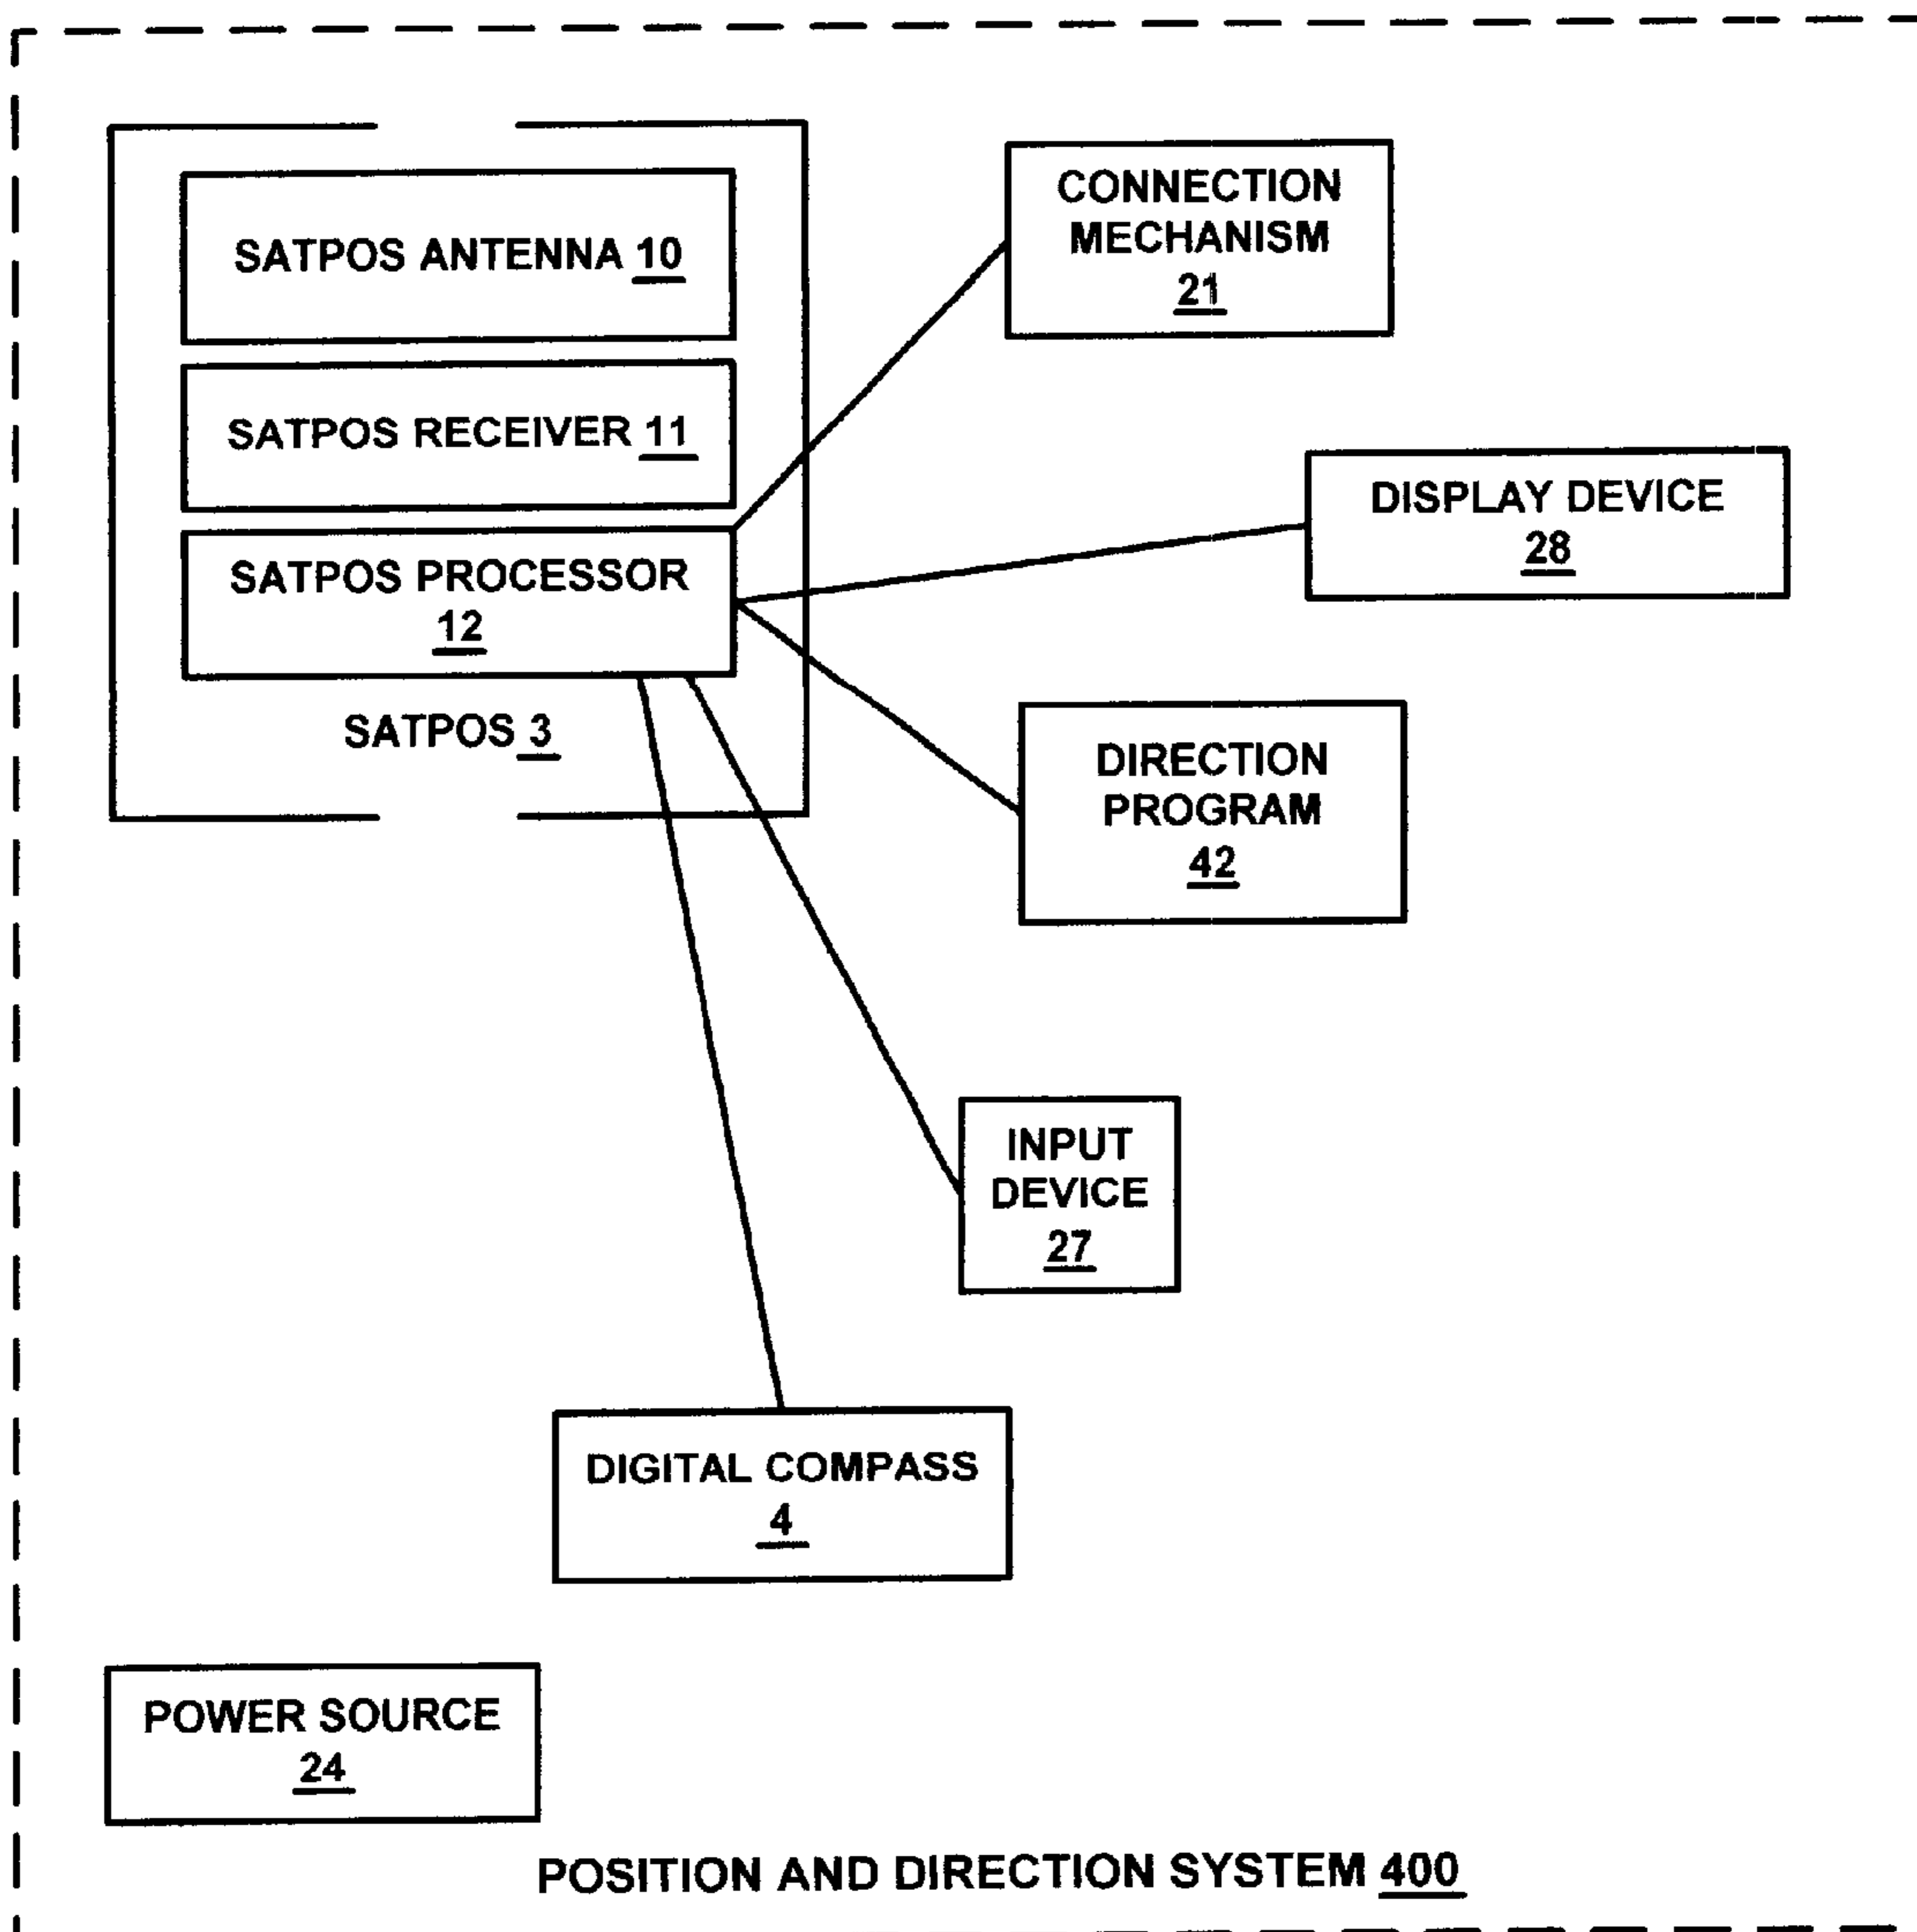 SATPOS ANTENNA 10
SATPOS RECEIVER 11
SATPOS PROCESSOR
12
SATPOS 3
CONNECTION
MECHANISM
21
DISPLAY DEVICE
28
DIRECTION
PROGRAM
42
INPUT
DEVICE
27
DIGITAL COMPASS
4
POWER SOURCE
24
POSITION AND DIRECTION SYSTEM 400